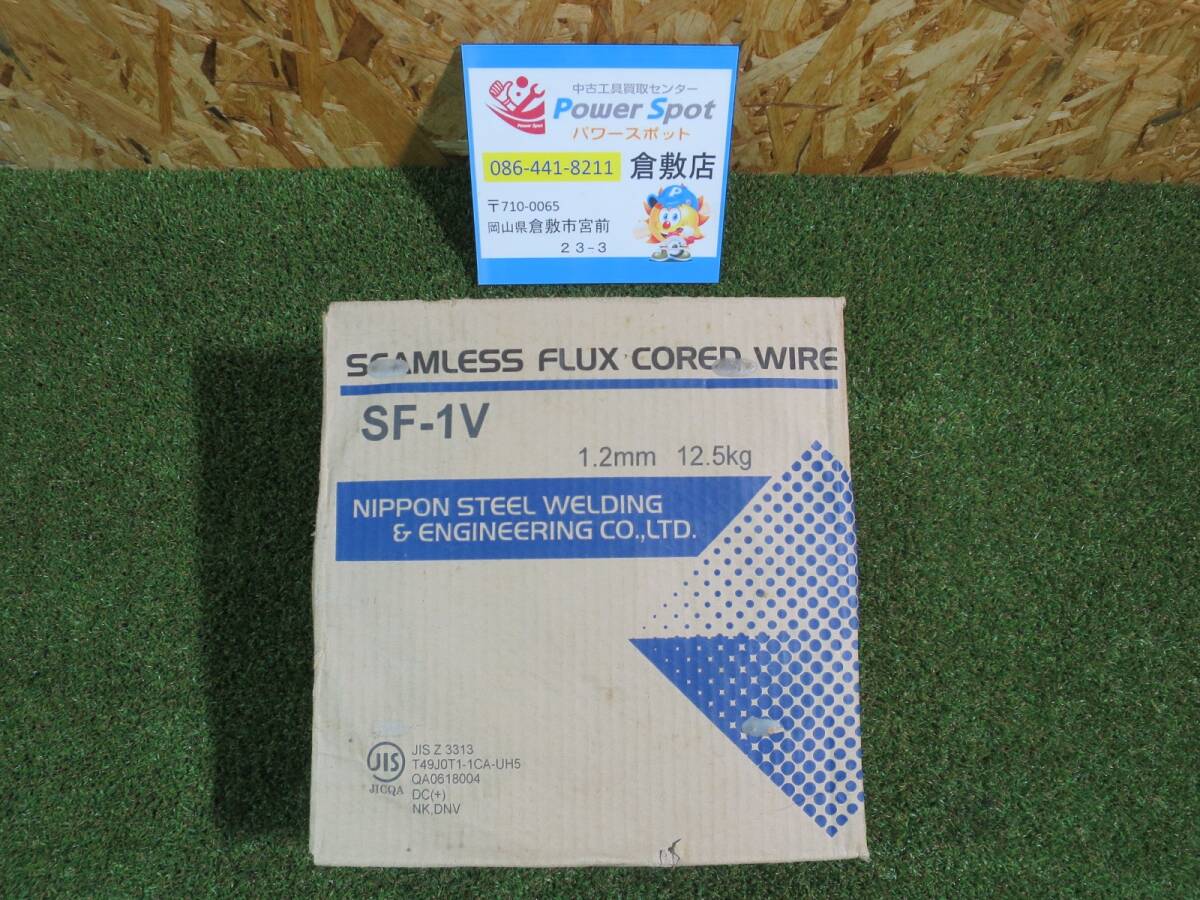 中古工具買取センター
Power Spot
Power Spot
パワースポット
086-441-8211 倉敷店
〒710-0065
岡山県倉敷市宮前
２３−３
P
SEAMLESS FLUX CORED WIRE
SF-1V
1.2mm 12.5kg
NIPPON STEEL WELDING
& ENGINEERING CO.,LTD.
JIS
JICQA
JIS Z 3313
T49J0T1-1CA-UH5
QA0618004
DC(+)
NK,DNV